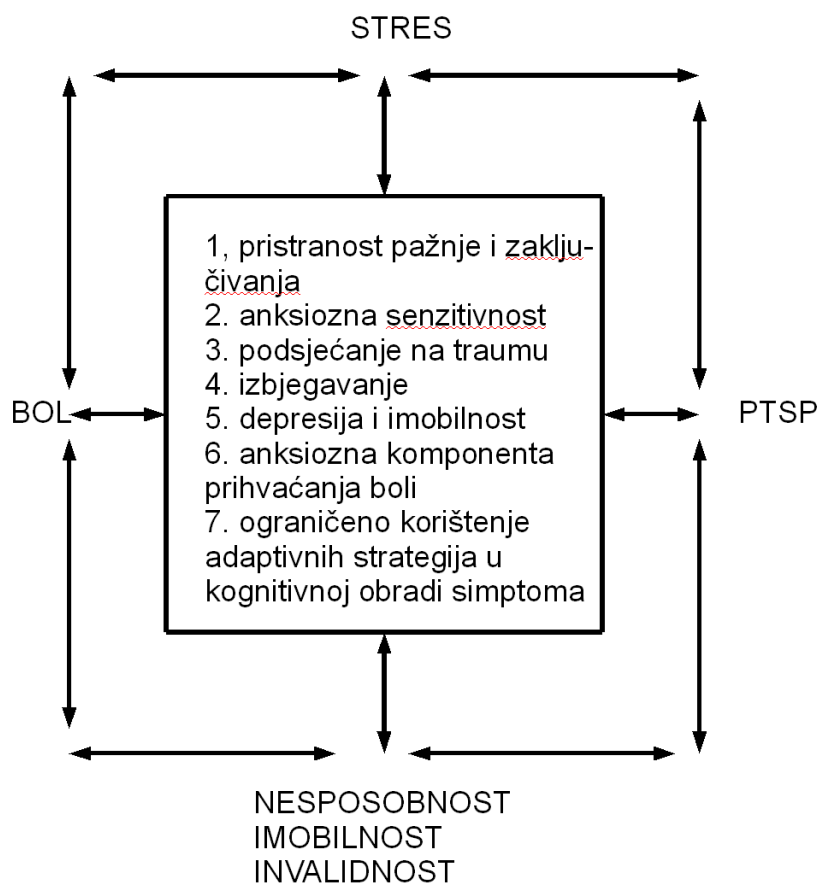 STRES
1, pristranost pažnje i zaklju-
čivanja
2. anksiozna senzitivnost
3. podsjećanje na traumu
4. izbjegavanje
BOL
5. depresija i imobilnost
PTSP
6. anksiozna komponenta
prihvaćanja boli
7. ograničeno korištenje
adaptivnih strategija u
kognitivnoj obradi simptoma
NESPOSOBNOST
IMOBILNOST
INVALIDNOST